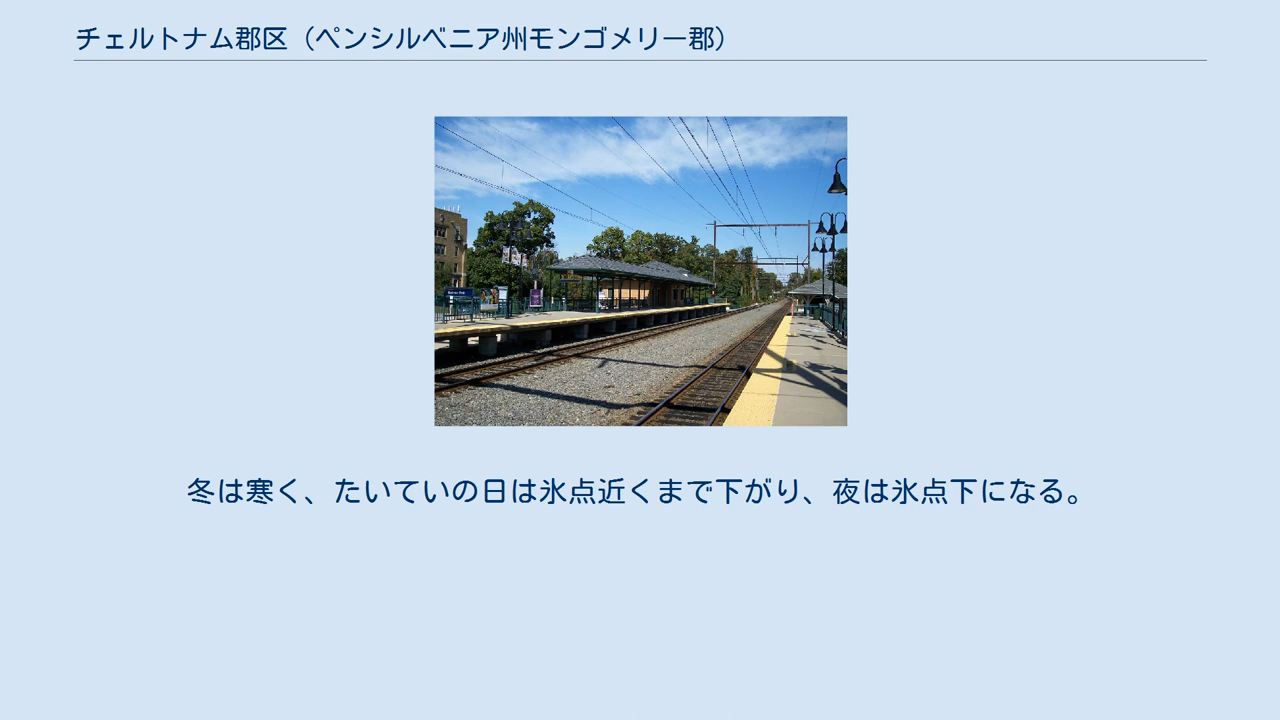 チェルトナム郡区（ペンシルベニア州モンゴメリー郡）
冬は寒く、たいていの日は氷点近くまで下がり、夜は氷点下になる。